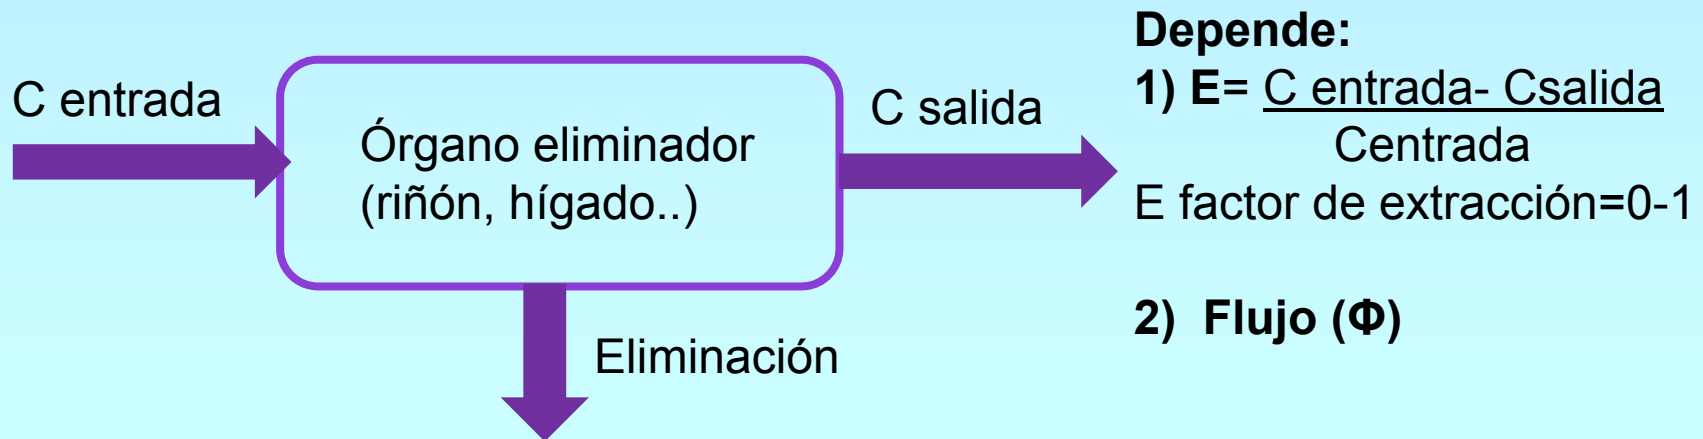 C entrada
Órgano eliminador
(riñón, hígado..)
C salida
Eliminación
Depende:
1) E= C entrada- Csalida
Centrada
E factor de extracción=0-1
2) Flujo (Φ)